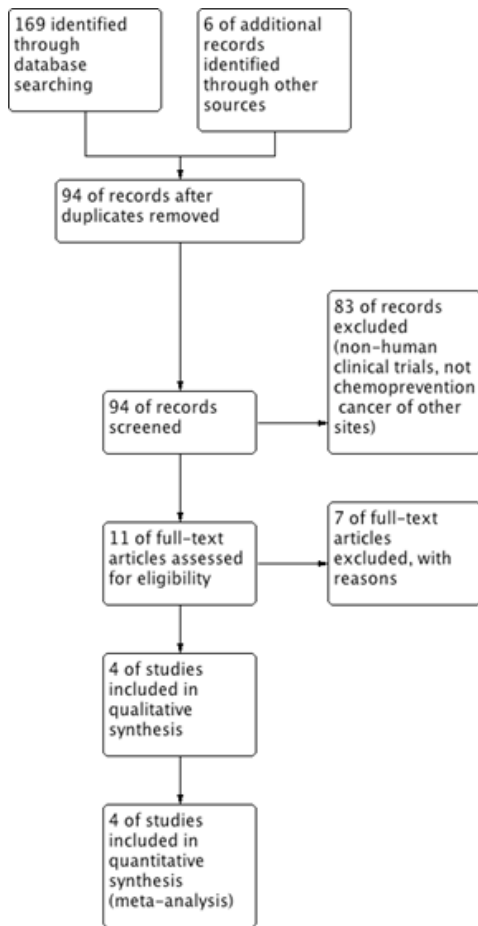 169 identified
through
database
searching
6 of additional
records
identified
through other
sources
94 of records after
duplicates removed
83 of records
excluded
(non-human
clinical trials, not
chemoprevention
cancer of other
sites)
94 of records
screened
11 of full-text
articles assessed
for eligibility
7 of full-text
articles
excluded, with
reasons
4 of studies
included in
qualitative
synthesis
4 of studies
included in
quantitative
synthesis
(meta-analysis)